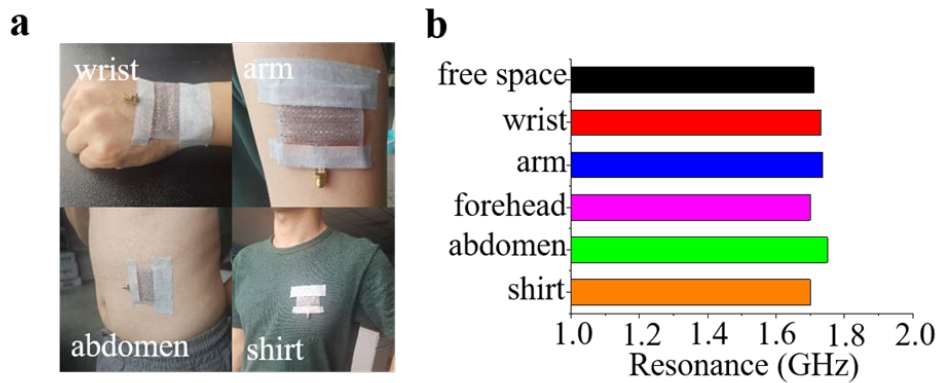 a
wrist
arm
abdomen
shirt
b
free space
wrist
arm
forehead
abdomen
shirt
1.0 1.2 1.4 1.6 1.8 2.0
Resonance (GHz)